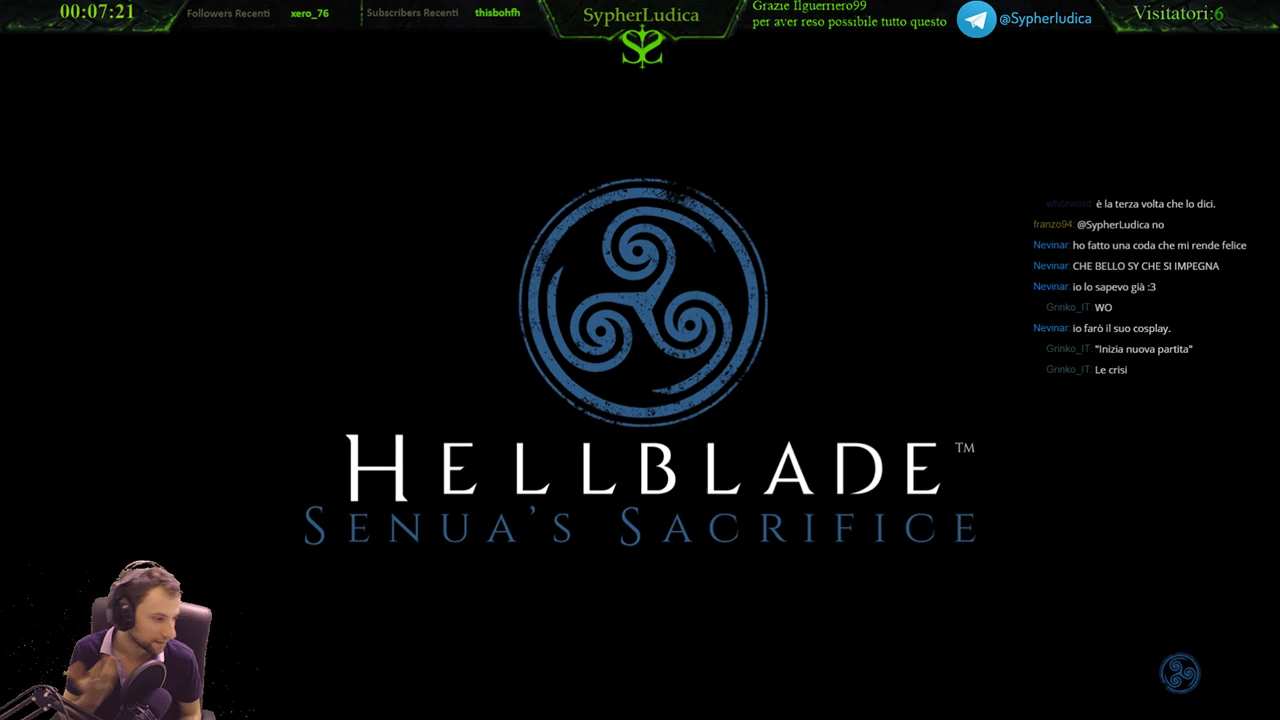 00:07:21
Followers Recenti
xero_76
Subscribers Recenti
thisbohfh
SypherLudica
Grazie Ilguerriero99
per aver reso possibile tutto questo
@Sypherludica
Visitatori:6
whiteword: è la terza volta che lo dici.
franzo94: @SypherLudica no
Nevinar: ho fatto una coda che mi rende felice
Nevinar: CHE BELLO SY CHE SI IMPEGNA
Nevinar: io lo sapevo già :3
Grinko_IT: WO
Nevinar: io farò il suo cosplay.
Grinko_IT: "Inizia nuova partita"
Grinko_IT: Le crisi
HELLBLADE™
SENUA'S SACRIFICE